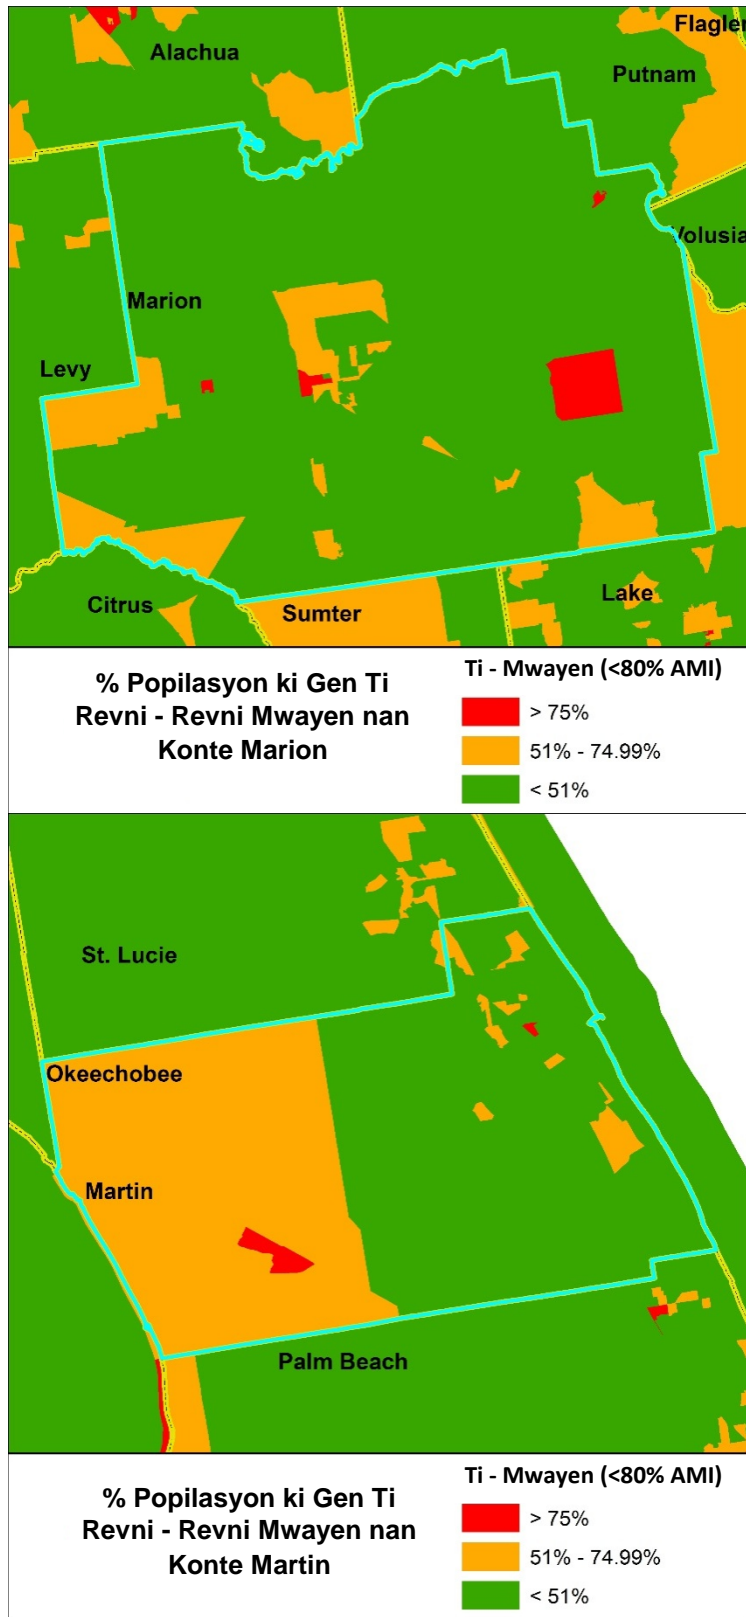 Flagler
Alachua
Putnam
Volusia
Marion
Levy
Citrus
Sumter
Lake
% Popilasyon ki Gen Ti
Revni - Revni Mwayen nan
Konte Marion
Ti - Mwayen (<80% AMI)
> 75%
51% - 74.99%
< 51%
St. Lucie
Okeechobee
Martin
Palm Beach
% Popilasyon ki Gen Ti
Revni - Revni Mwayen nan
Konte Martin
Ti - Mwayen (<80% AMI)
> 75%
51% - 74.99%
< 51%